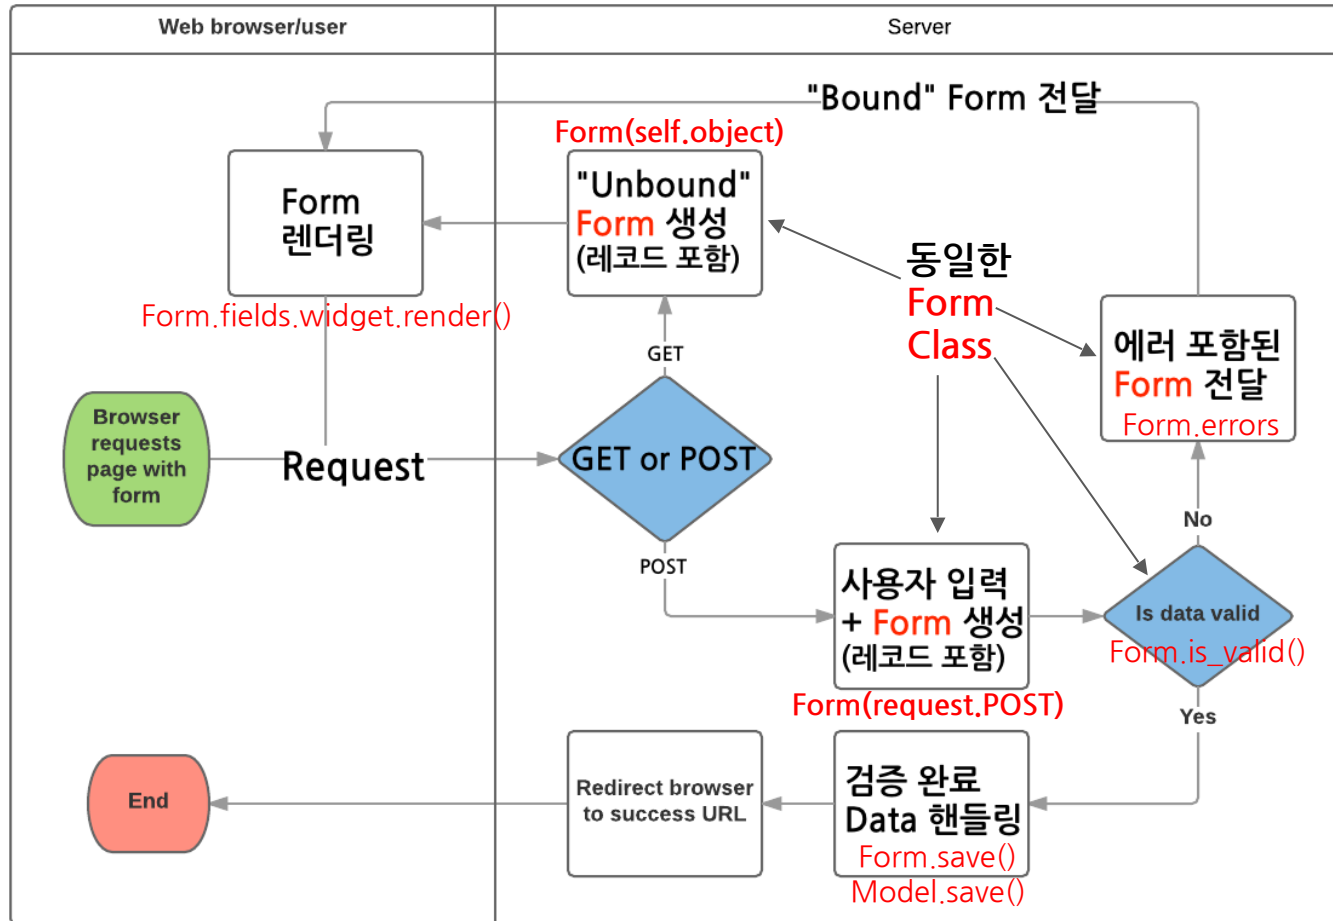 Web browser/user
Server
"Bound" Form 전달
Form(self.object)
Form
렌더링
"Unbound"
Form 생성
(레코드 포함)
Form.fields.widget.render()
동일한
Form
Class
에러 포함된
Form 전달
Form.errors
GET
Browser
requests
page with
form
Request
GET or POST
No
POST
사용자 입력
+ Form 생성
(레코드 포함)
Form(request.POST)
Is data valid
Form.is_valid()
Yes
End
Redirect browser
to success URL
검증 완료
Data 핸들링
Form.save()
Model.save()